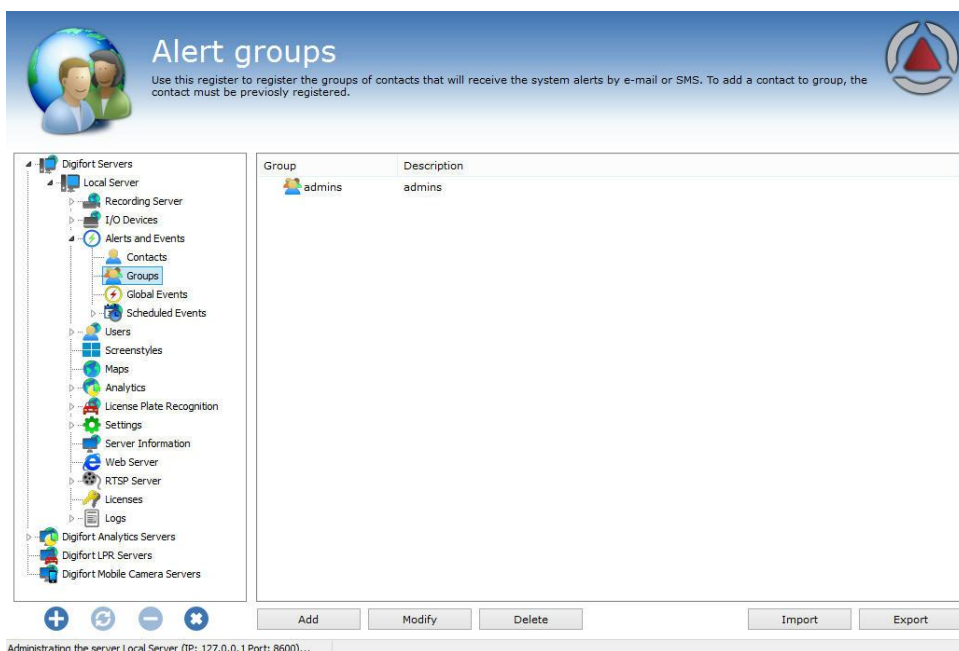 Alert groups
Use this register to register the groups of contacts that will receive the system alerts by e-mail or SMS. To add a contact to group, the
contact must be previosly registered.
Digifort Servers
Local Server
Recording Server
I/O Devices
Alerts and Events
Contacts
Groups
Global Events
Scheduled Events
Users
Screenstyles
Maps
Analytics
License Plate Recognition
Settings
Server Information
Web Server
RTSP Server
Licenses
Logs
Digifort Analytics Servers
Digifort LPR Servers
Digifort Mobile Camera Servers
Group Description
admins admins
Add Modify Delete Import Export
Administrating the server Local Server (IP: 127.0.0.1 Port: 8600)...